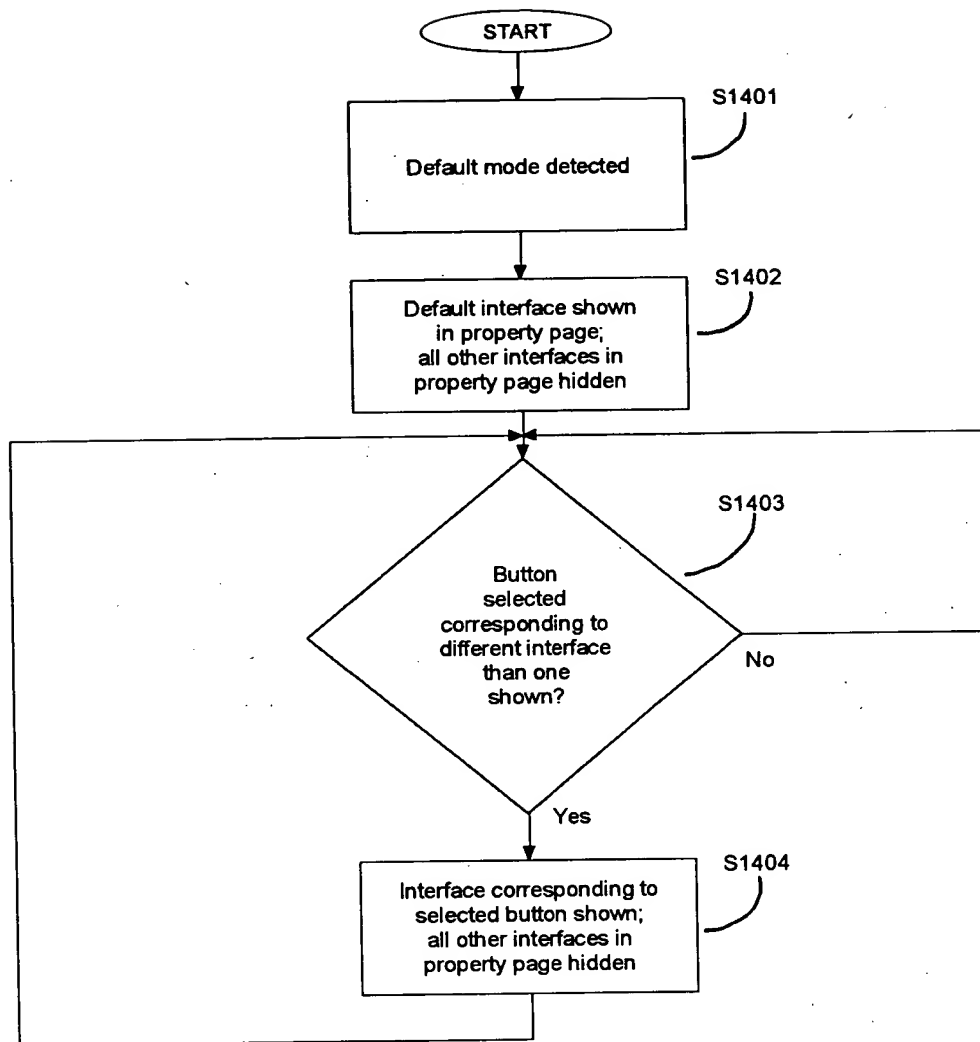 START
S1401
Default mode detected
S1402
Default interface shown
in property page;
all other interfaces in
property page hidden
S1403
Button
selected
corresponding to
different interface
than one
shown?
No
Yes
S1404
Interface corresponding to
selected button shown;
all other interfaces in
property page hidden